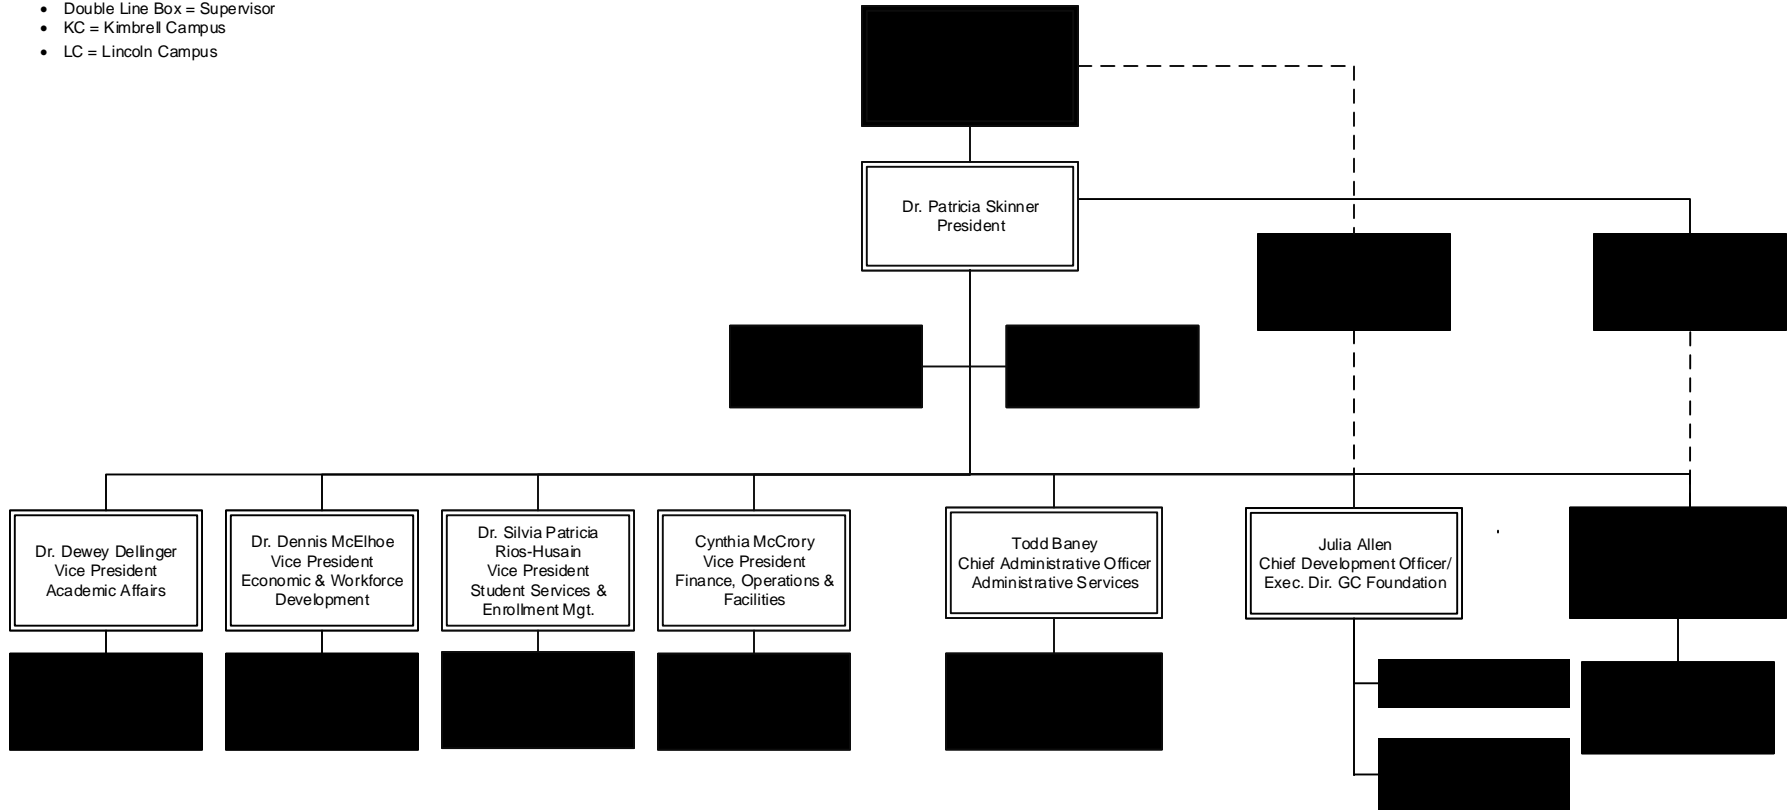 • Double Line Box = Supervisor
• KC = Kimbrell Campus
• LC = Lincoln Campus
Dr. Patricia Skinner
President
Dr. Dewey Dellinger
Vice President
Academic Affairs
Dr. Dennis McElhoe
Vice President
Economic & Workforce
Development
Dr. Silvia Patricia
Rios-Husain
Vice President
Student Services &
Enrollment Mgt.
Cynthia McCrory
Vice President
Finance, Operations &
Facilities
Todd Baney
Chief Administrative Officer
Administrative Services
Julia Allen
Chief Development Officer/
Exec. Dir. GC Foundation